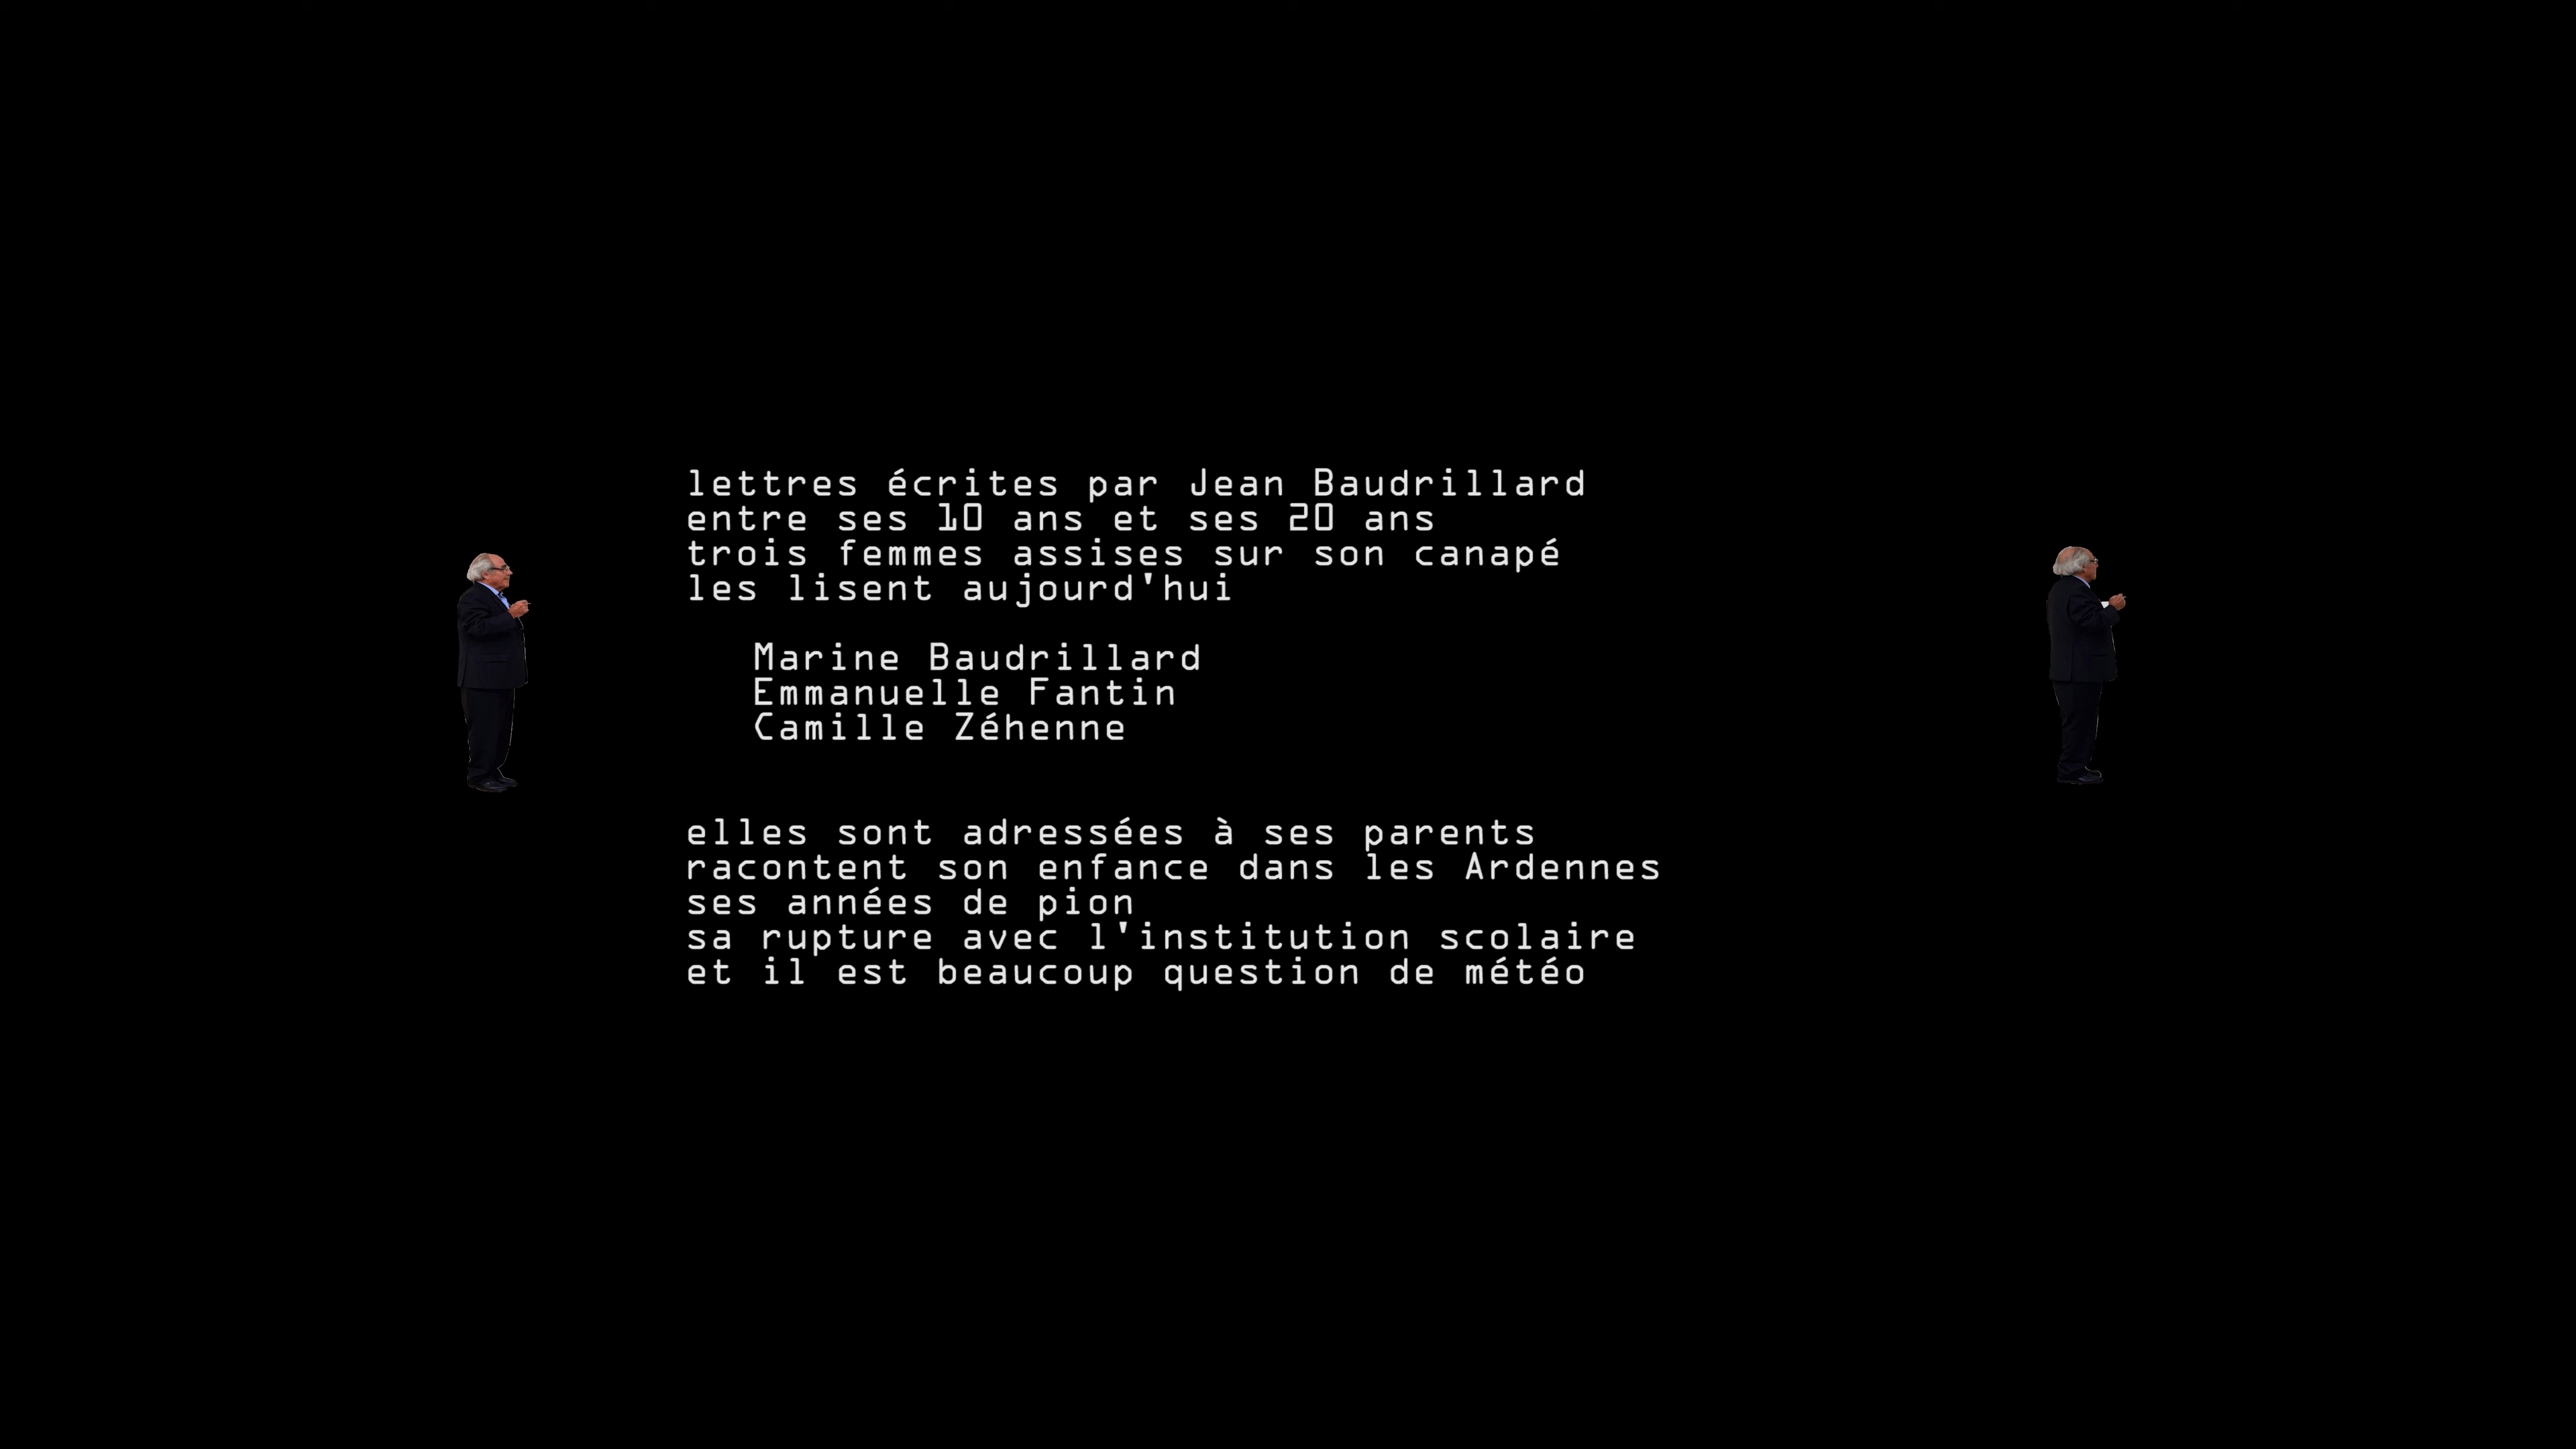 lettres écrites par Jean Baudrillard
entre ses 10 ans et ses 20 ans
trois femmes assises sur son canapé
les lisent aujourd'hui
Marine Baudrillard
Emmanuelle Fantin
Camille Zéhenne
elles sont adressées à ses parents
racontent son enfance dans les Ardennes
ses années de pion
sa rupture avec l'institution scolaire
et il est beaucoup question de météo